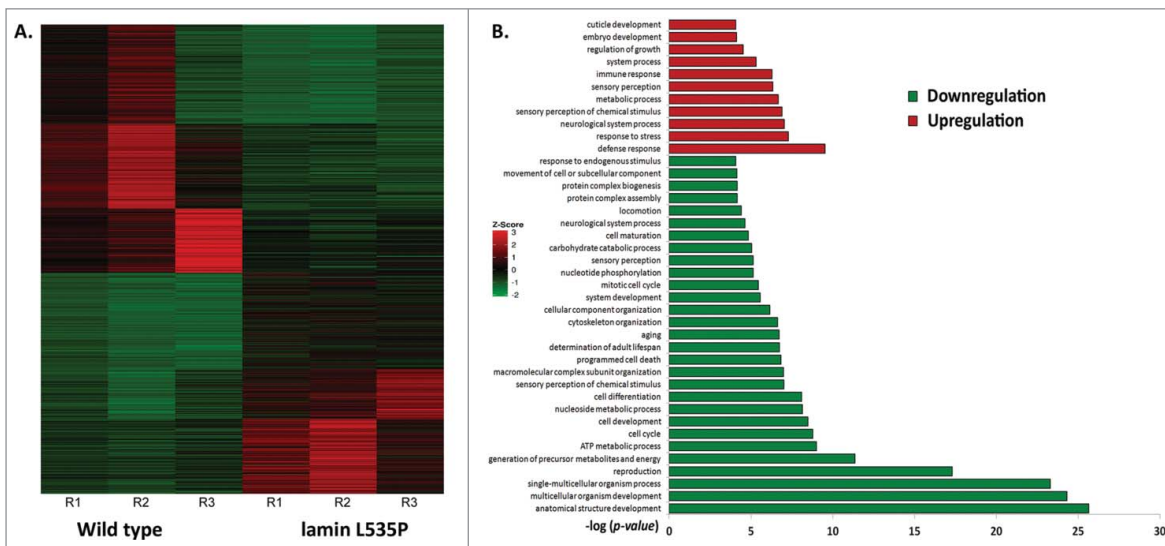 A.
Z-Score
3
2
1
0
-1
-2
R1 R2 R3 R1 R2 R3
Wild type lamin L535P
B.
cuticle development
embryo development
regulation of growth
system process
immune response
sensory perception
metabolic process
sensory perception of chemical stimulus
neurological system process
response to stress
defense response
response to endogenous stimulus
movement of cell or subcellular component
protein complex biogenesis
protein complex assembly
locomotion
neurological system process
cell maturation
carbohydrate catabolic process
sensory perception
nucleotide phosphorylation
mitotic cell cycle
system development
cellular component organization
cytoskeleton organization
aging
determination of adult lifespan
programmed cell death
macromolecular complex subunit organization
sensory perception of chemical stimulus
cell differentiation
nucleoside metabolic process
cell development
cell cycle
ATP metabolic process
generation of precursor metabolites and energy
reproduction
single-multicellular organism process
multicellular organism development
anatomical structure development
Downregulation
Upregulation
-log (p-value) 0 5 10 15 20 25 30